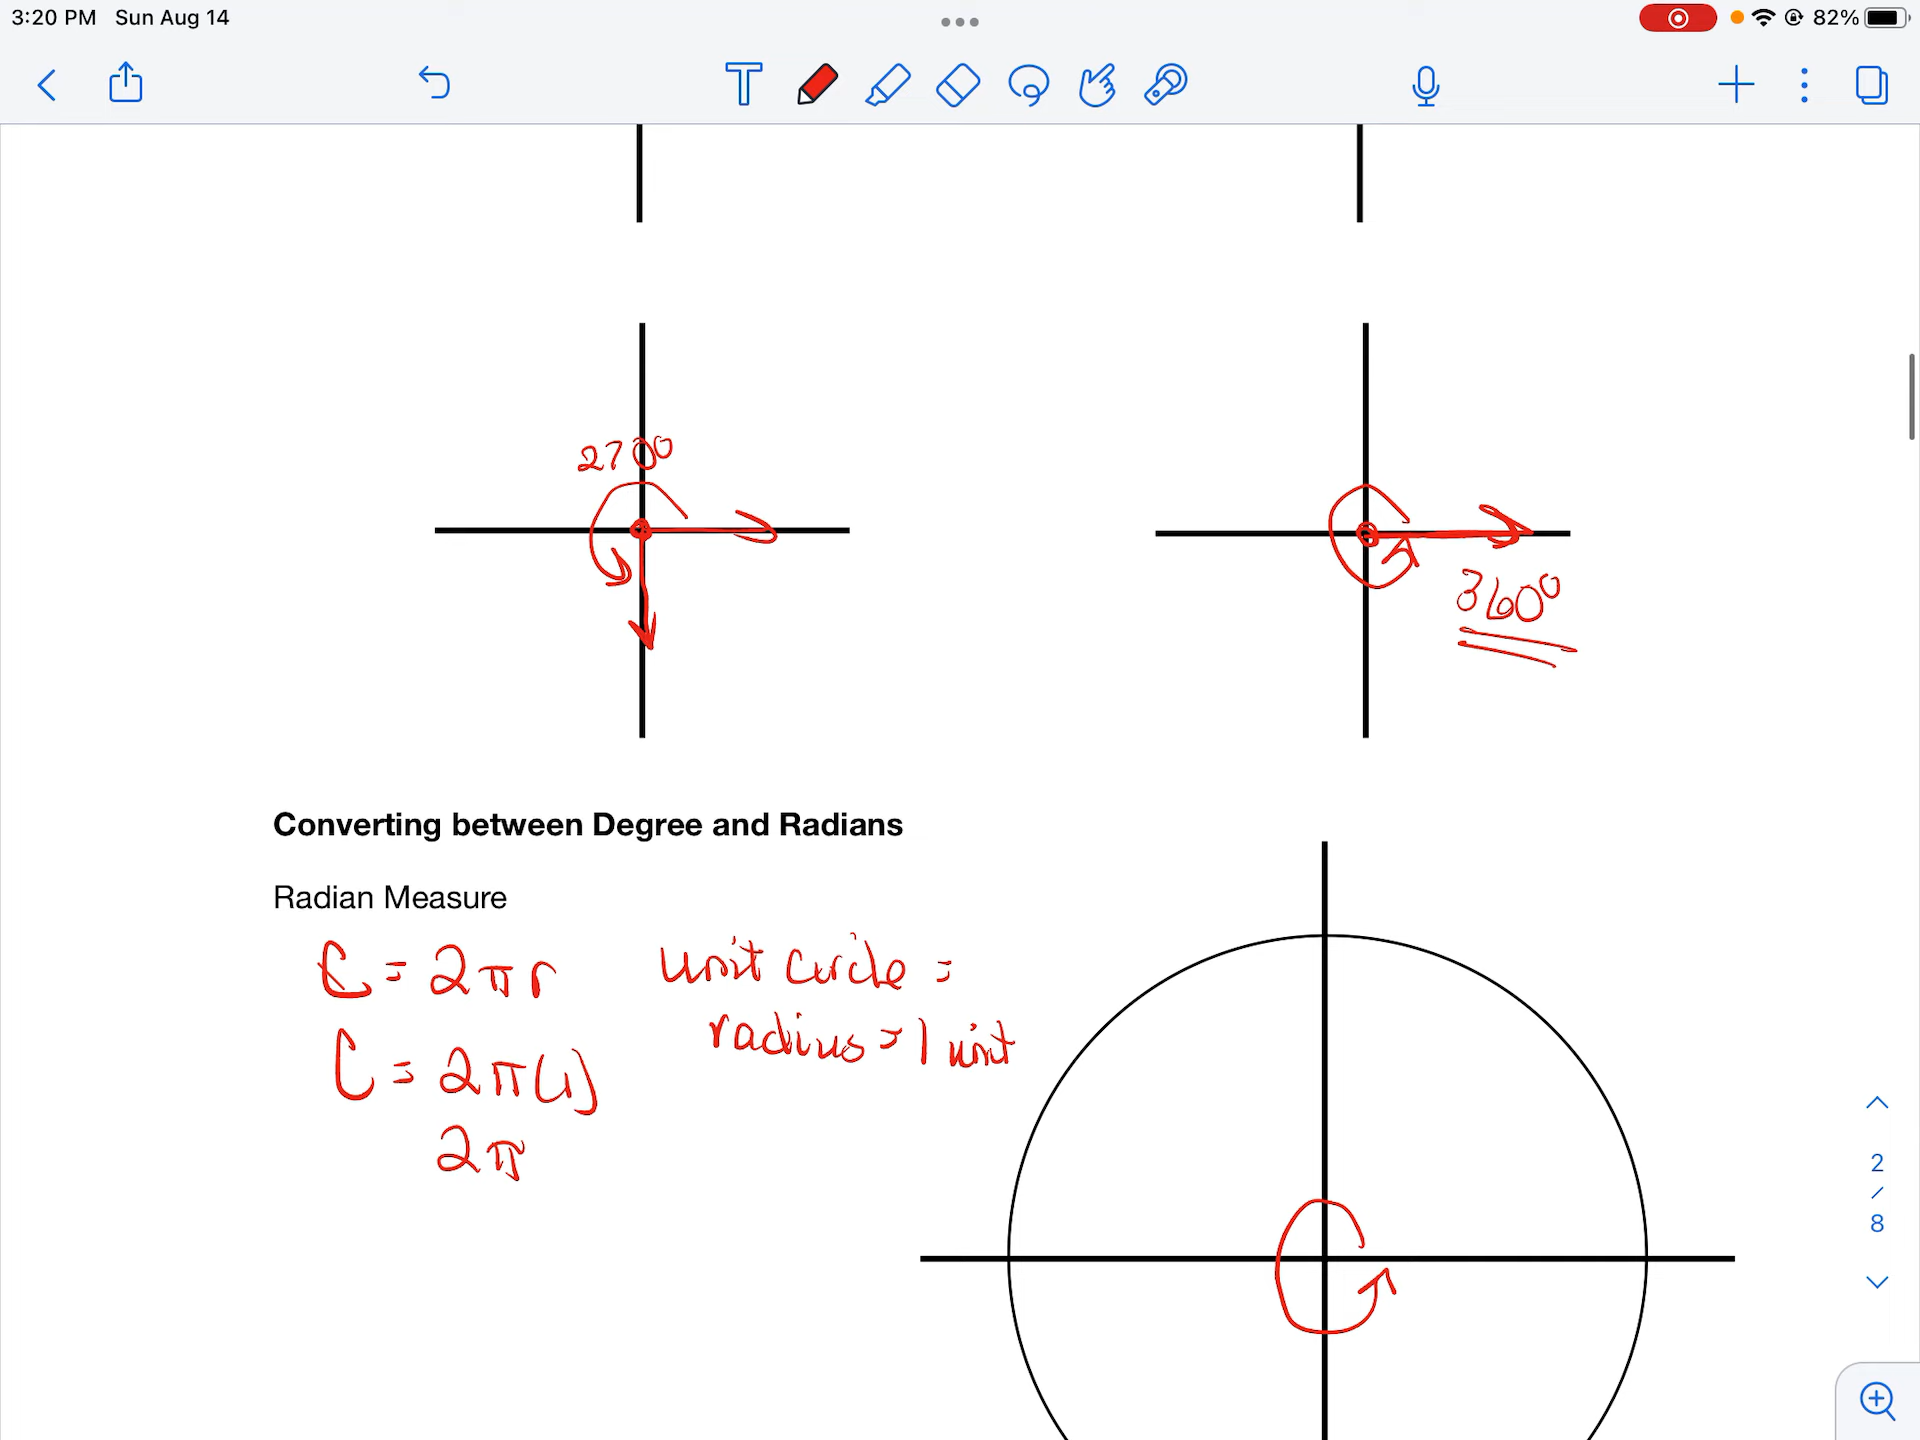 3:20 PM Sun Aug 14
82%
270°
360°
Converting between Degree and Radians
Radian Measure
C = 2πr
unit circle =
radius = 1 unit
C = 2π(1)
2π
2
/
8